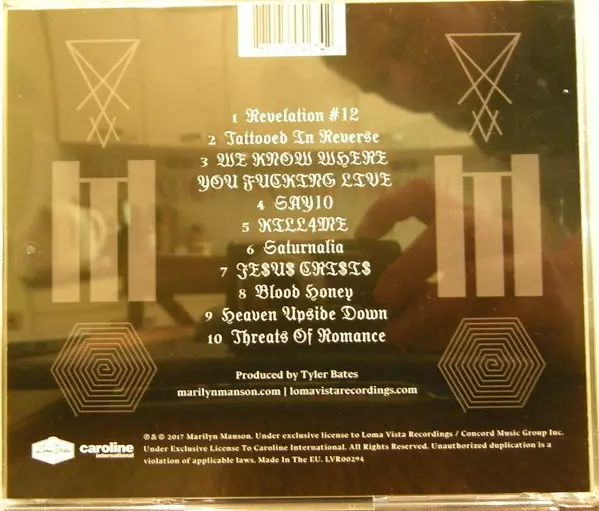 1 Revelation #12
2 Tattooed In Reverse
3 WE KNOW WHERE
YOU FUCKING LIVE
4 SAY10
5 KILL4ME
6 Saturnalia
7 JE$U$ CRI$I$
8 Blood Honey
9 Heaven Upside Down
10 Threats Of Romance
Produced by Tyler Bates
marilynmanson.com | lomavistarecordings.com
℗ & © 2017 Marilyn Manson. Under exclusive license to Loma Vista Recordings / Concord Music Group Inc.
Under Exclusive License To Caroline International. All Rights Reserved. Unauthorized duplication is a
violation of applicable laws. Made In The EU. LVR00294
Loma Vista
caroline
international